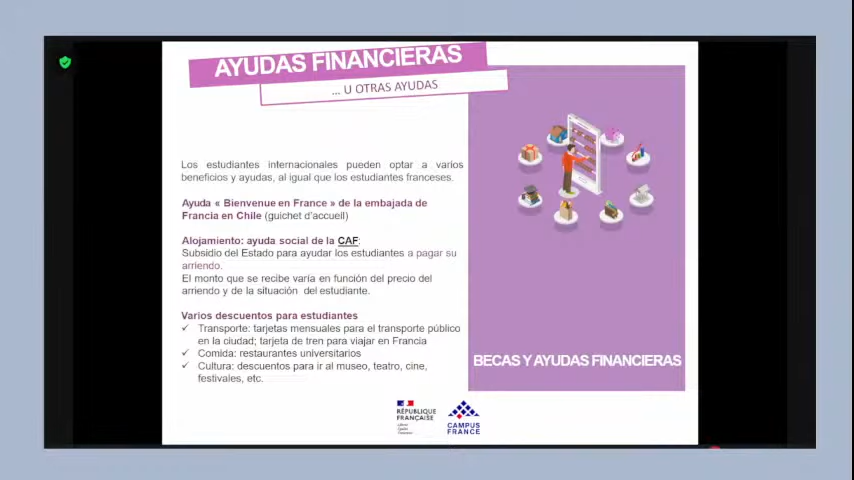 AYUDAS FINANCIERAS
... U OTRAS AYUDAS
Los estudiantes internacionales pueden optar a varios
beneficios y ayudas, al igual que los estudiantes franceses.
Ayuda « Bienvenue en France » de la embajada de
Francia en Chile (guichet d'accueil)
Alojamiento: ayuda social de la CAF:
Subsidio del Estado para ayudar los estudiantes a pagar su
arriendo.
El monto que se recibe varía en función del precio del
arriendo y de la situación del estudiante.
Varios descuentos para estudiantes
✓ Transporte: tarjetas mensuales para el transporte público
en la ciudad; tarjeta de tren para viajar en Francia
✓ Comida: restaurantes universitarios
✓ Cultura: descuentos para ir al museo, teatro, cine,
festivales, etc.
BECAS Y AYUDAS FINANCIERAS
RÉPUBLIQUE
FRANÇAISE
CAMPUS
FRANCE